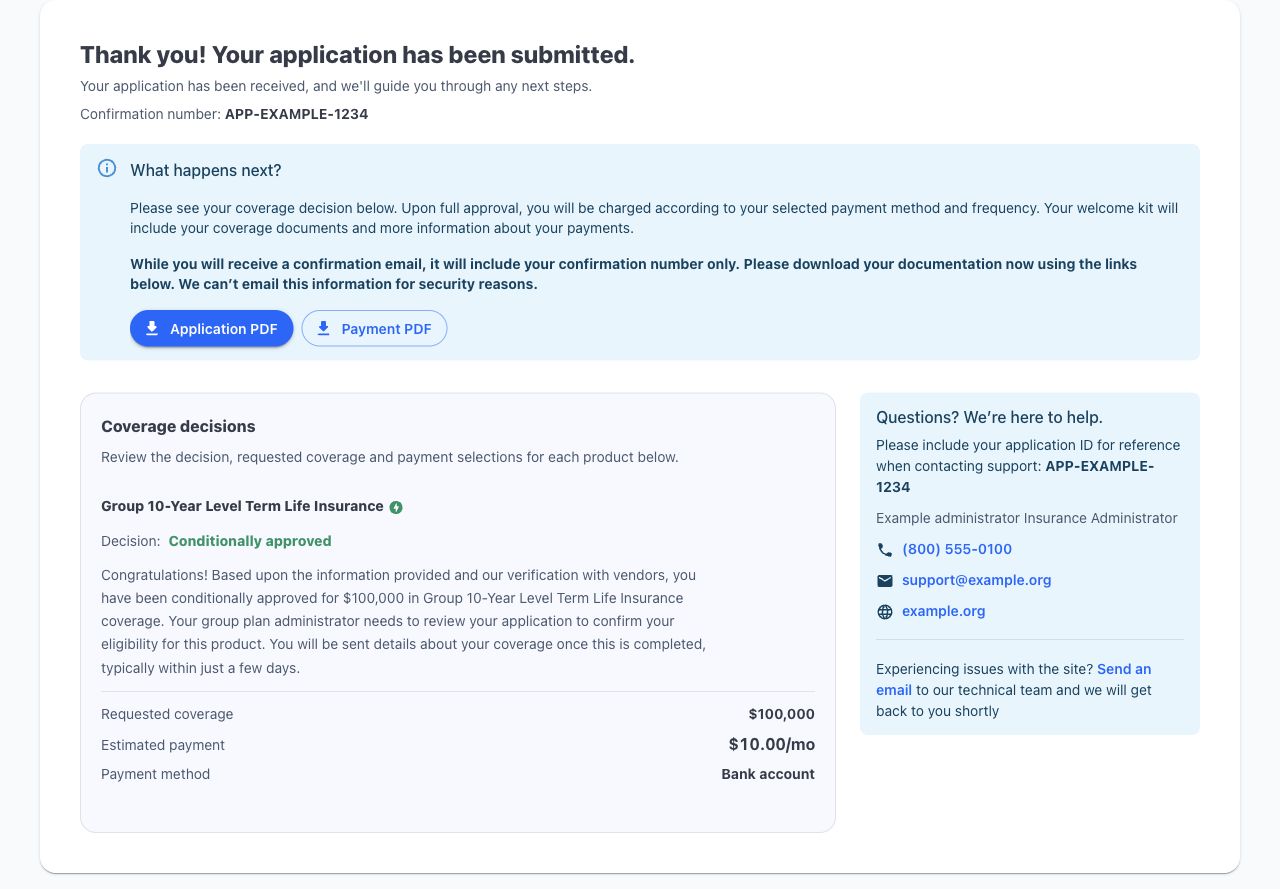 Thank you! Your application has been submitted.
Your application has been received, and we'll guide you through any next steps.
Confirmation number: APP-EXAMPLE-1234
What happens next?
Please see your coverage decision below. Upon full approval, you will be charged according to your selected payment method and frequency. Your welcome kit will
include your coverage documents and more information about your payments.
While you will receive a confirmation email, it will include your confirmation number only. Please download your documentation now using the links
below. We can’t email this information for security reasons.
Application PDF
Payment PDF
Coverage decisions
Review the decision, requested coverage and payment selections for each product below.
Group 10-Year Level Term Life Insurance
Decision: Conditionally approved
Congratulations! Based upon the information provided and our verification with vendors, you
have been conditionally approved for $100,000 in Group 10-Year Level Term Life Insurance
coverage. Your group plan administrator needs to review your application to confirm your
eligibility for this product. You will be sent details about your coverage once this is completed,
typically within just a few days.
Requested coverage $100,000
Estimated payment $10.00/mo
Payment method Bank account
Questions? We’re here to help.
Please include your application ID for reference
when contacting support: APP-EXAMPLE-
1234
Example administrator Insurance Administrator
(800) 555-0100
support@example.org
example.org
Experiencing issues with the site? Send an
email to our technical team and we will get
back to you shortly